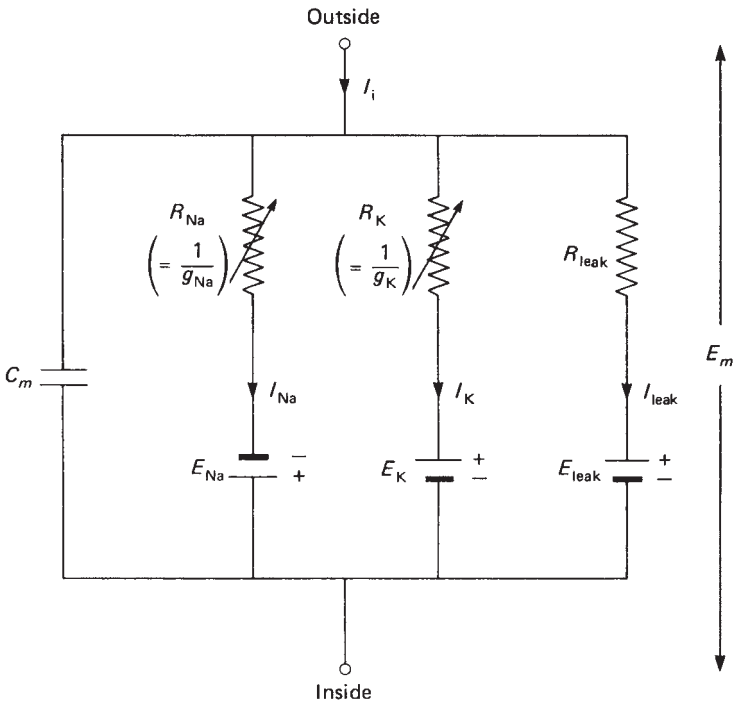 Outside
I_i
R_Na
(= 1/g_Na)
R_K
(= 1/g_K)
R_leak
E_m
C_m
I_Na
I_K
I_leak
E_Na
−
+
E_K
+
−
E_leak
+
−
Inside